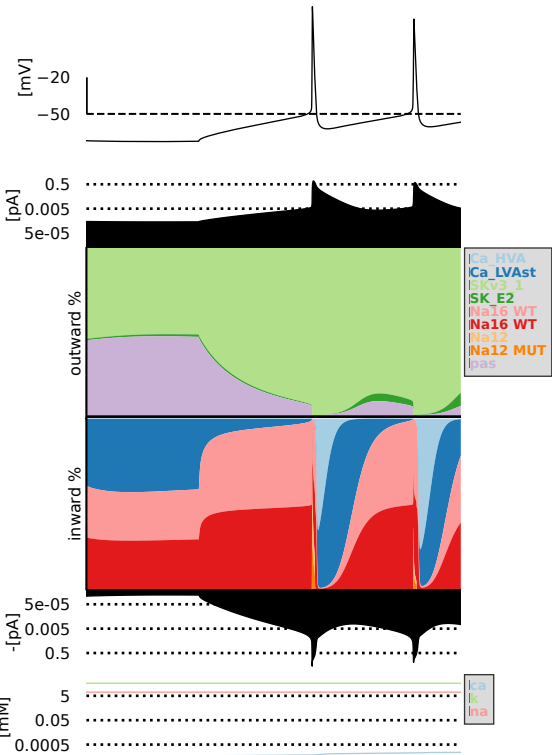 [mV]
−20
−50
[pA]
0.5
0.005
5e-05
outward %
Ca_HVA
Ca_LVAst
SKv3_1
SK_E2
Na16 WT
Na16 WT
Na12
Na12 MUT
pas
inward %
-[pA]
5e-05
0.005
0.5
[mM]
5
0.05
0.0005
ca
k
na